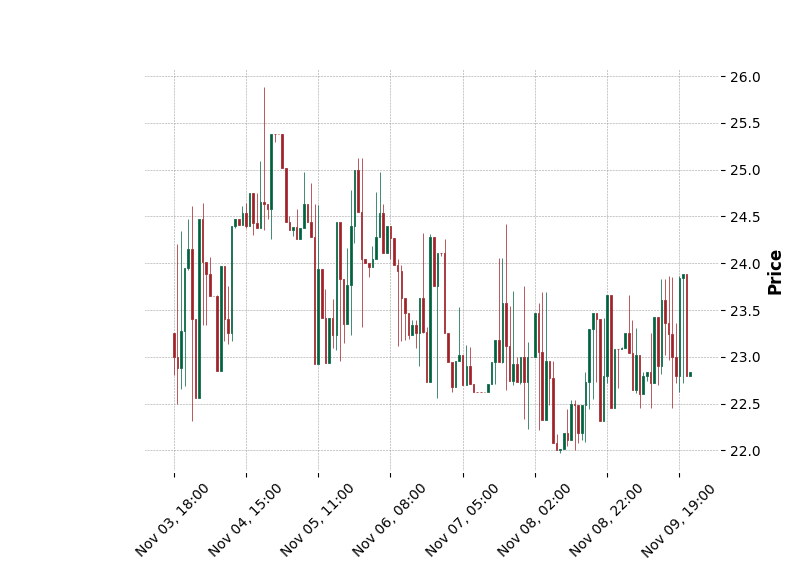 26.0
25.5
25.0
24.5
24.0
23.5
23.0
22.5
22.0
Price
Nov 03, 18:00
Nov 04, 15:00
Nov 05, 11:00
Nov 06, 08:00
Nov 07, 05:00
Nov 08, 02:00
Nov 08, 22:00
Nov 09, 19:00